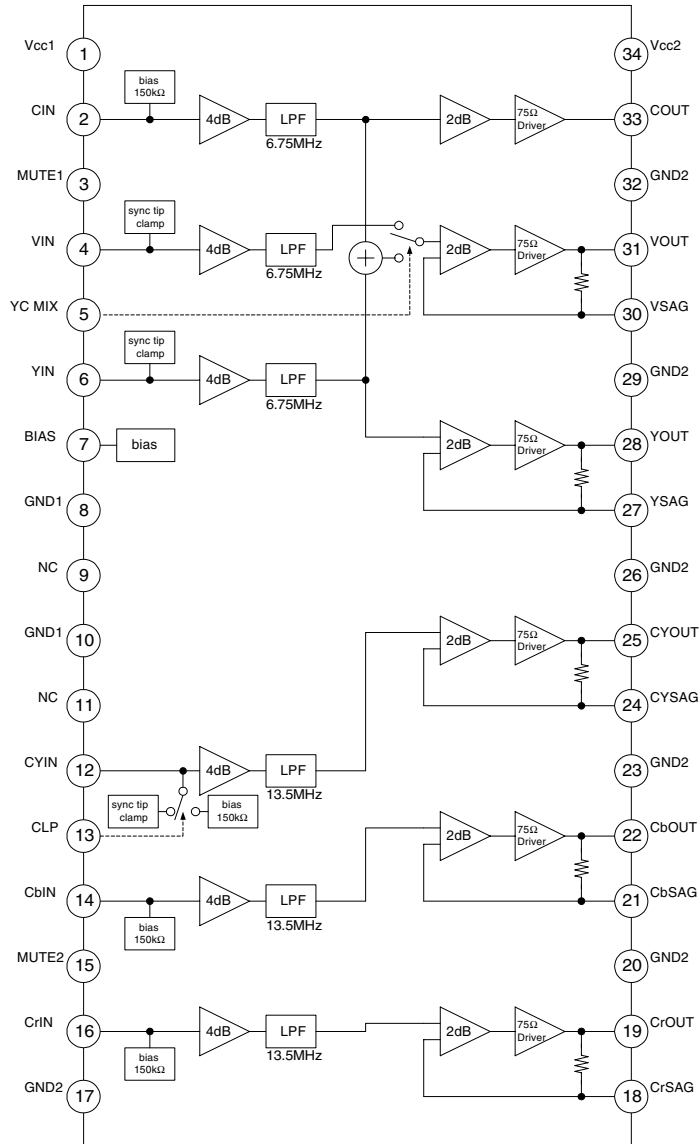 Vcc1
1
34
Vcc2
bias
150kΩ
CIN
2
4dB
LPF
6.75MHz
2dB
75Ω
Driver
33
COUT
MUTE1
3
32
GND2
sync tip
clamp
VIN
4
4dB
LPF
6.75MHz
+
2dB
75Ω
Driver
31
VOUT
YC MIX
5
30
VSAG
sync tip
clamp
YIN
6
4dB
LPF
6.75MHz
29
GND2
BIAS
7
bias
2dB
75Ω
Driver
28
YOUT
GND1
8
27
YSAG
NC
9
26
GND2
GND1
10
2dB
75Ω
Driver
25
CYOUT
NC
11
24
CYSAG
CYIN
12
4dB
LPF
13.5MHz
23
GND2
sync tip
clamp
bias
150kΩ
CLP
13
2dB
75Ω
Driver
22
CbOUT
CbIN
14
4dB
LPF
13.5MHz
21
CbSAG
bias
150kΩ
MUTE2
15
20
GND2
CrIN
16
4dB
LPF
13.5MHz
2dB
75Ω
Driver
19
CrOUT
bias
150kΩ
GND2
17
18
CrSAG